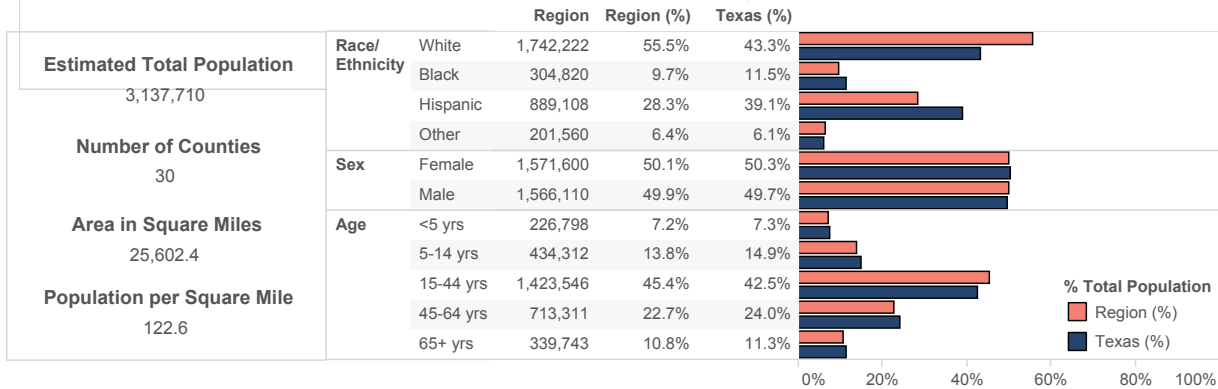 Region Region (%) Texas (%)
Estimated Total Population
3,137,710
Number of Counties
30
Area in Square Miles
25,602.4
Population per Square Mile
122.6
Race/
Ethnicity
White 1,742,222 55.5% 43.3%
Black 304,820 9.7% 11.5%
Hispanic 889,108 28.3% 39.1%
Other 201,560 6.4% 6.1%
Sex Female 1,571,600 50.1% 50.3%
Male 1,566,110 49.9% 49.7%
Age <5 yrs 226,798 7.2% 7.3%
5-14 yrs 434,312 13.8% 14.9%
15-44 yrs 1,423,546 45.4% 42.5%
45-64 yrs 713,311 22.7% 24.0%
65+ yrs 339,743 10.8% 11.3%
% Total Population
Region (%)
Texas (%)
0% 20% 40% 60% 80% 100%